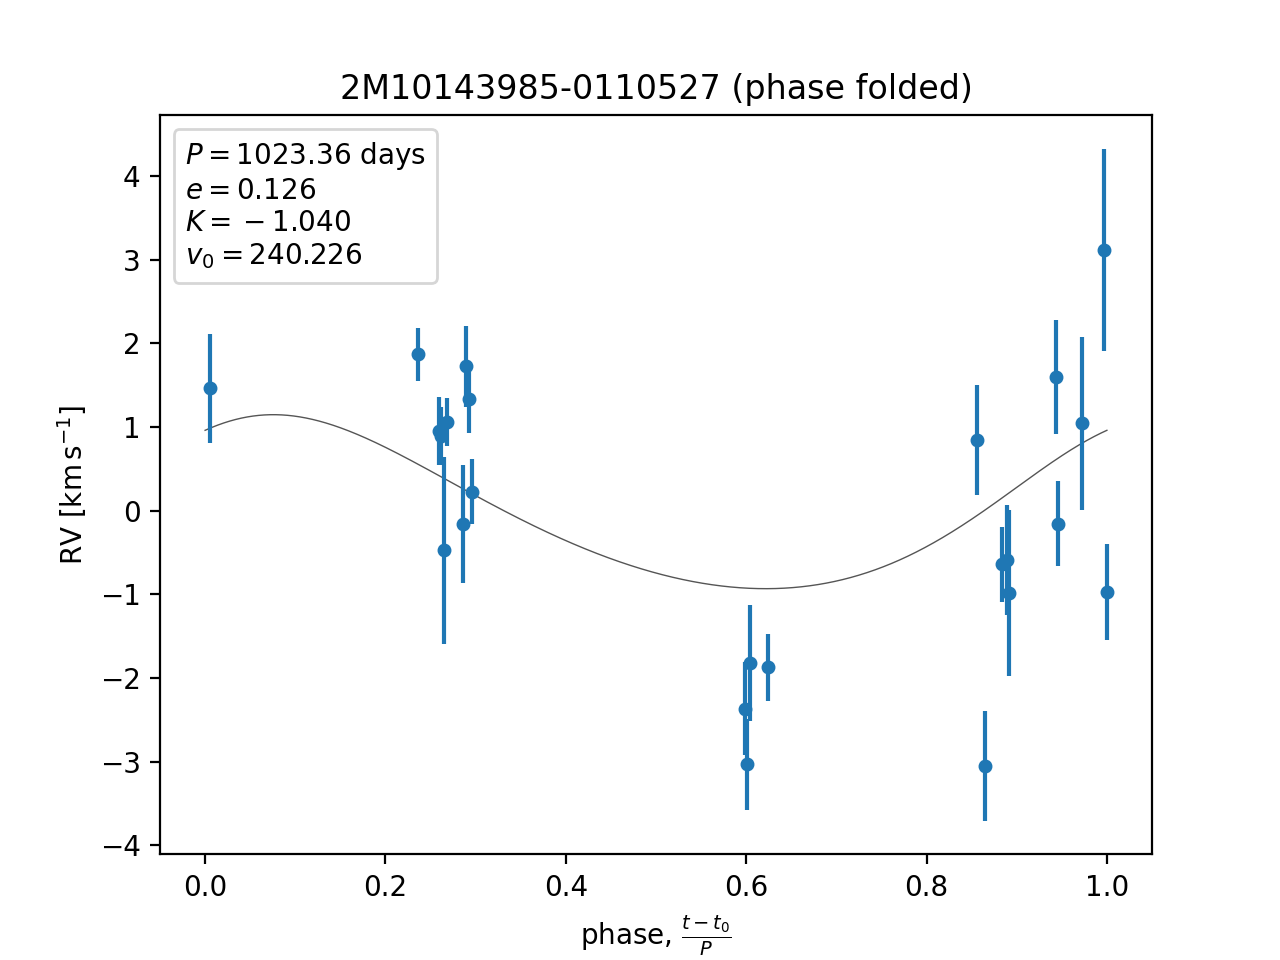 2M10143985-0110527 (phase folded)
P = 1023.36 days
e = 0.126
K = −1.040
v₀ = 240.226
4
3
2
1
0
−1
−2
−3
−4
RV [km s⁻¹]
0.0 0.2 0.4 0.6 0.8 1.0
phase, (t − t₀)/P